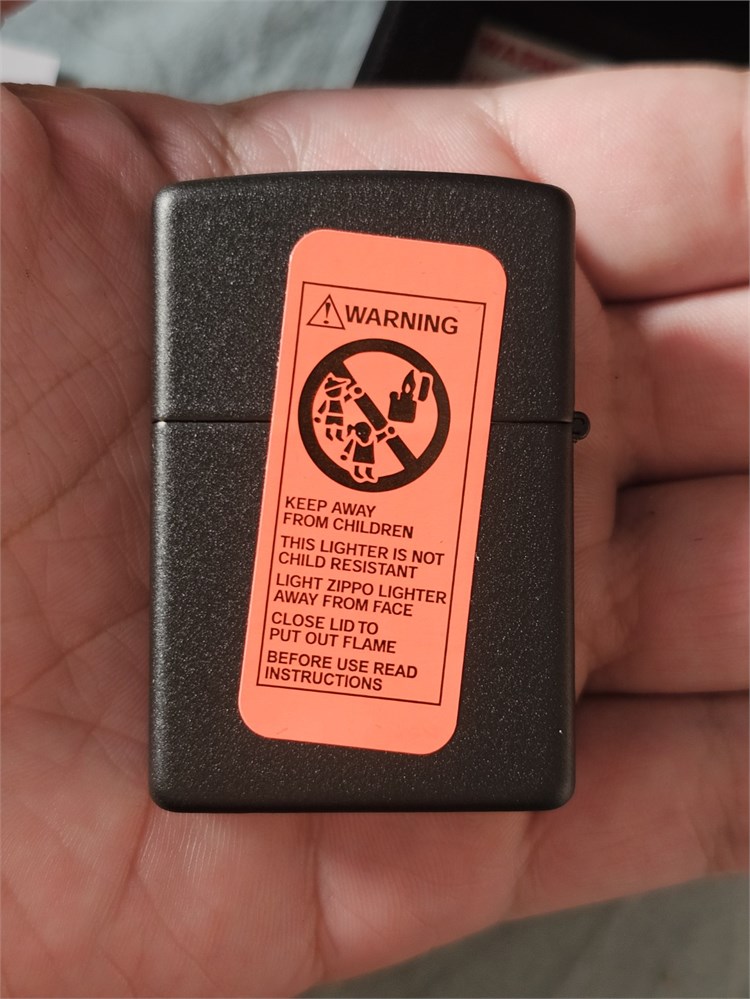 WARNING
KEEP AWAY
FROM CHILDREN
THIS LIGHTER IS NOT
CHILD RESISTANT
LIGHT ZIPPO LIGHTER
AWAY FROM FACE
CLOSE LID TO
PUT OUT FLAME
BEFORE USE READ
INSTRUCTIONS